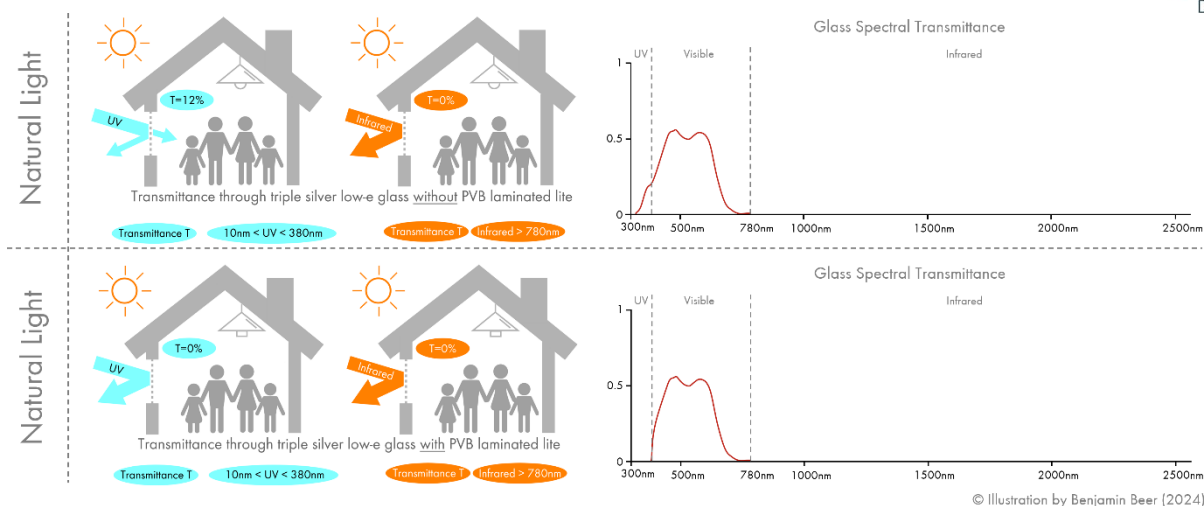 Natural Light
T=12%
UV
T=0%
Infrared
Transmittance through triple silver low-e glass without PVB laminated lite
Transmittance T
10nm < UV < 380nm
Transmittance T
Infrared > 780nm
Glass Spectral Transmittance
UV
Visible
Infrared
1
0.5
0
300nm
500nm
780nm
1000nm
1500nm
2000nm
2500nm
Natural Light
T=0%
UV
T=0%
Infrared
Transmittance through triple silver low-e glass with PVB laminated lite
Transmittance T
10nm < UV < 380nm
Transmittance T
Infrared > 780nm
Glass Spectral Transmittance
UV
Visible
Infrared
1
0.5
0
300nm
500nm
780nm
1000nm
1500nm
2000nm
2500nm
© Illustration by Benjamin Beer (2024)